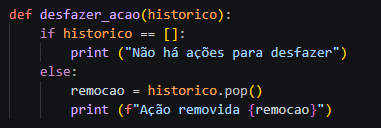 def desfazer_acao(historico):
    if historico == []:
        print ("Não há ações para desfazer")
    else:
        remocao = historico.pop()
        print (f"Ação removida {remocao}")